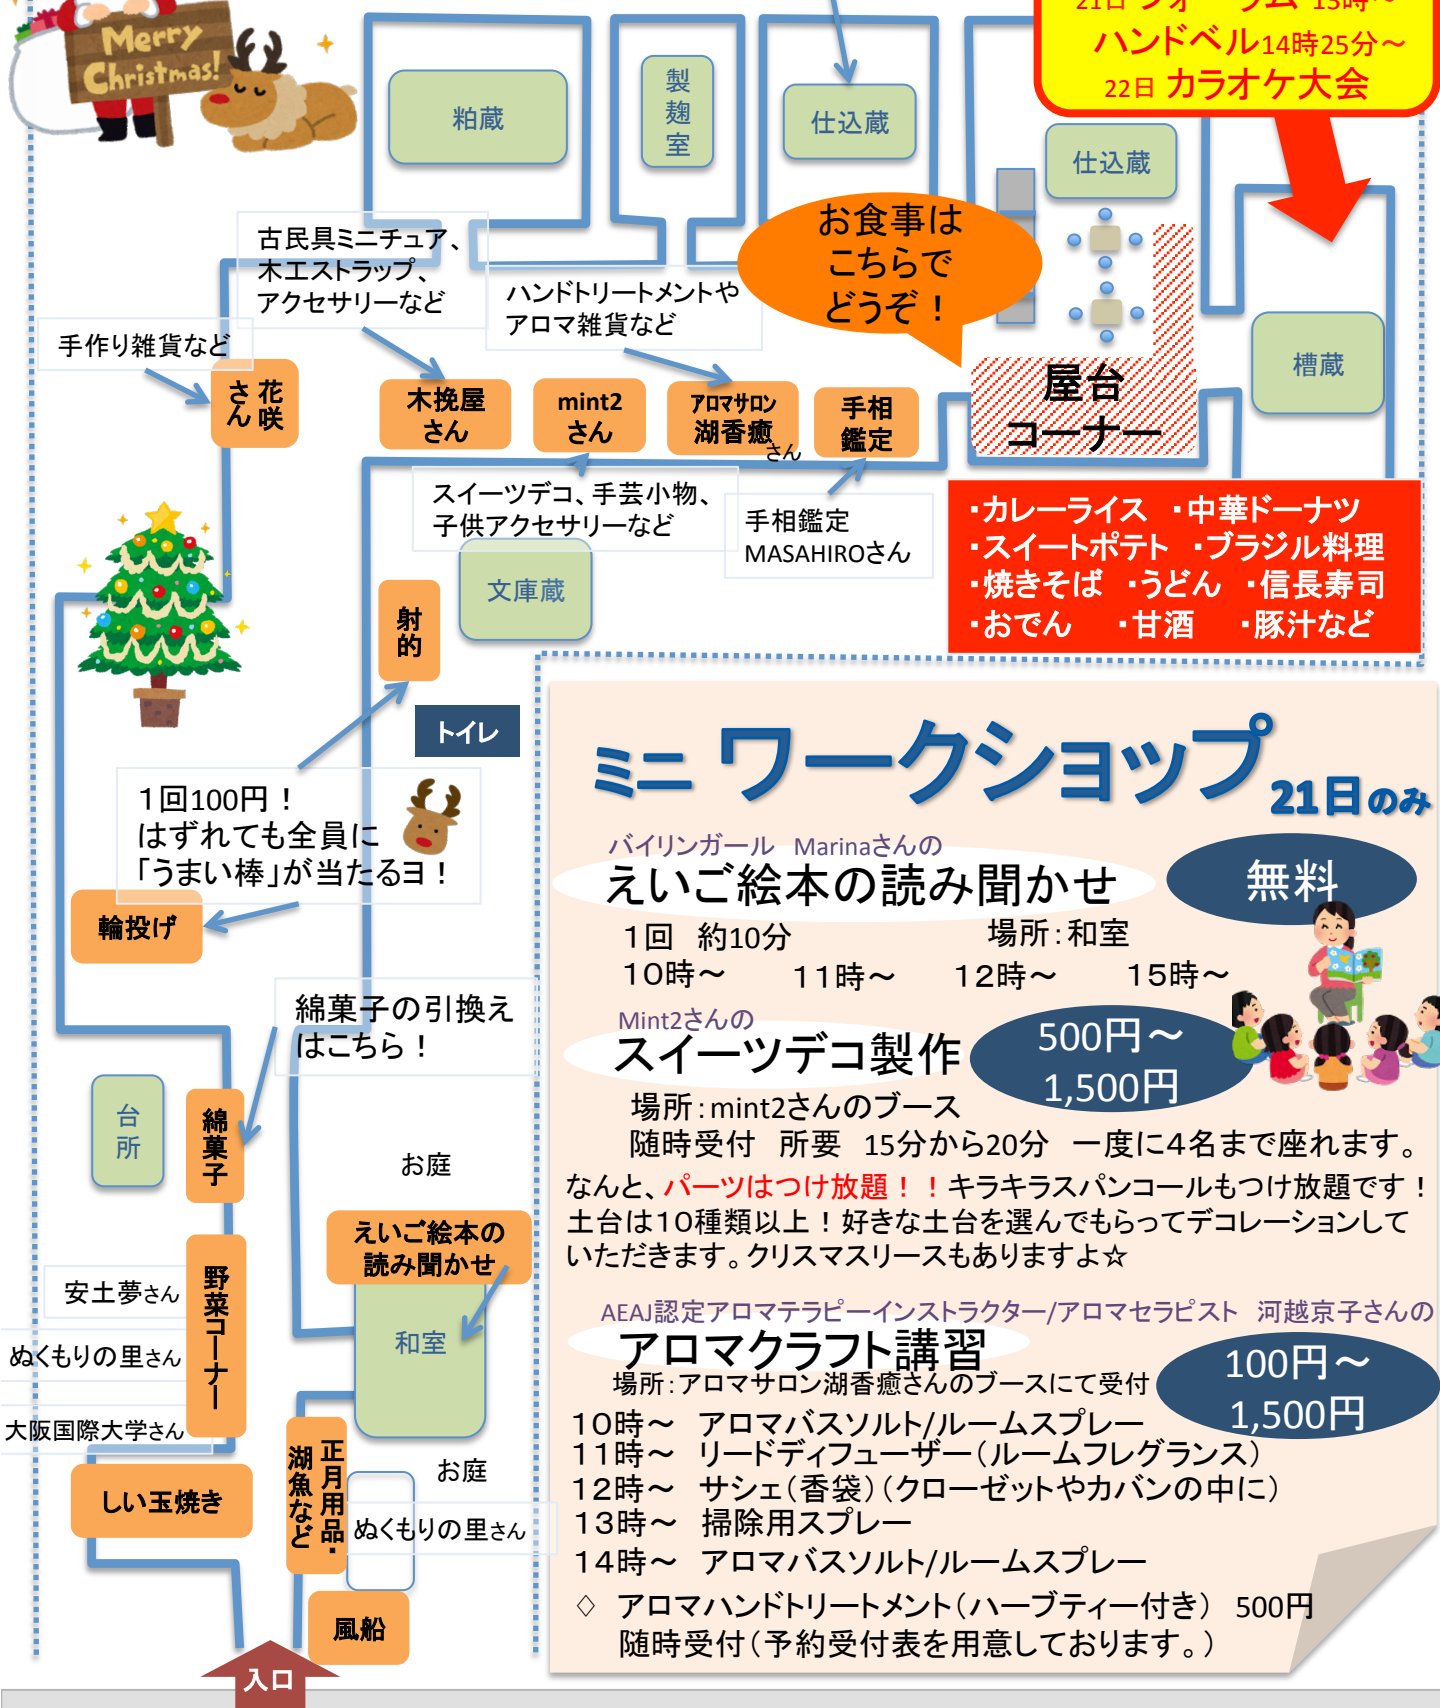 Merry
Christmas!
ハンドベル14時25分～
22日 カラオケ大会
粕蔵
製麹室
仕込蔵
仕込蔵
お食事は
こちらで
どうぞ！
古民具ミニチュア、
木工ストラップ、
アクセサリーなど
ハンドトリートメントや
アロマ雑貨など
手作り雑貨など
花咲
さん
木挽屋
さん
mint2
さん
アロマサロン
湖香癒
さん
手相
鑑定
屋台
コーナー
槽蔵
スイーツデコ、手芸小物、
子供アクセサリーなど
手相鑑定
MASAHIROさん
・カレーライス ・中華ドーナツ
・スイートポテト ・ブラジル料理
・焼きそば ・うどん ・信長寿司
・おでん ・甘酒 ・豚汁など
文庫蔵
射的
トイレ
１回100円！
はずれても全員に
「うまい棒」が当たるヨ！
輪投げ
綿菓子の引換え
はこちら！
台所
綿菓子
お庭
えいご絵本の
読み聞かせ
和室
安土夢さん
ぬくもりの里さん
大阪国際大学さん
野菜コーナー
しい玉焼き
正月用品・
湖魚など
お庭
ぬくもりの里さん
風船
入口
ミニ ワークショップ 21日のみ
バイリンガール Marinaさんの
えいご絵本の読み聞かせ
無料
１回 約10分 場所：和室
１０時～ １１時～ １２時～ １５時～
Mint2さんの
スイーツデコ製作
500円～
1,500円
場所：mint2さんのブース
随時受付 所要 15分から20分 一度に４名まで座れます。
なんと、パーツはつけ放題！！キラキラスパンコールもつけ放題です！
土台は１０種類以上！好きな土台を選んでもらってデコレーションして
いただきます。クリスマスリースもありますよ☆
AEAJ認定アロマテラピーインストラクター/アロマセラピスト 河越京子さんの
アロマクラフト講習
100円～
1,500円
場所：アロマサロン湖香癒さんのブースにて受付
１０時～ アロマバスソルト/ルームスプレー
１１時～ リードディフューザー（ルームフレグランス）
１２時～ サシェ（香袋）（クローゼットやカバンの中に）
１３時～ 掃除用スプレー
１４時～ アロマバスソルト/ルームスプレー
◇ アロマハンドトリートメント（ハーブティー付き） 500円
随時受付（予約受付表を用意しております。）